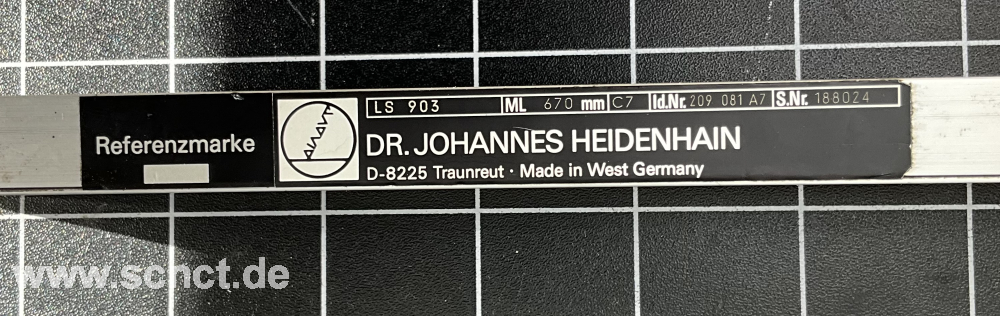 LS 903 ML 670 mm C7 Id.Nr. 209 081 A7 S.Nr. 188024
Referenzmarke
DR. JOHANNES HEIDENHAIN
D-8225 Traunreut · Made in West Germany
www.schct.de